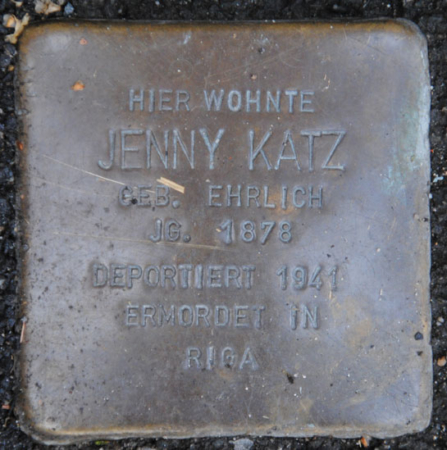 HIER WOHNTE
JENNY KATZ
GEB. EHRLICH
JG. 1878
DEPORTIERT 1941
ERMORDET IN
RIGA